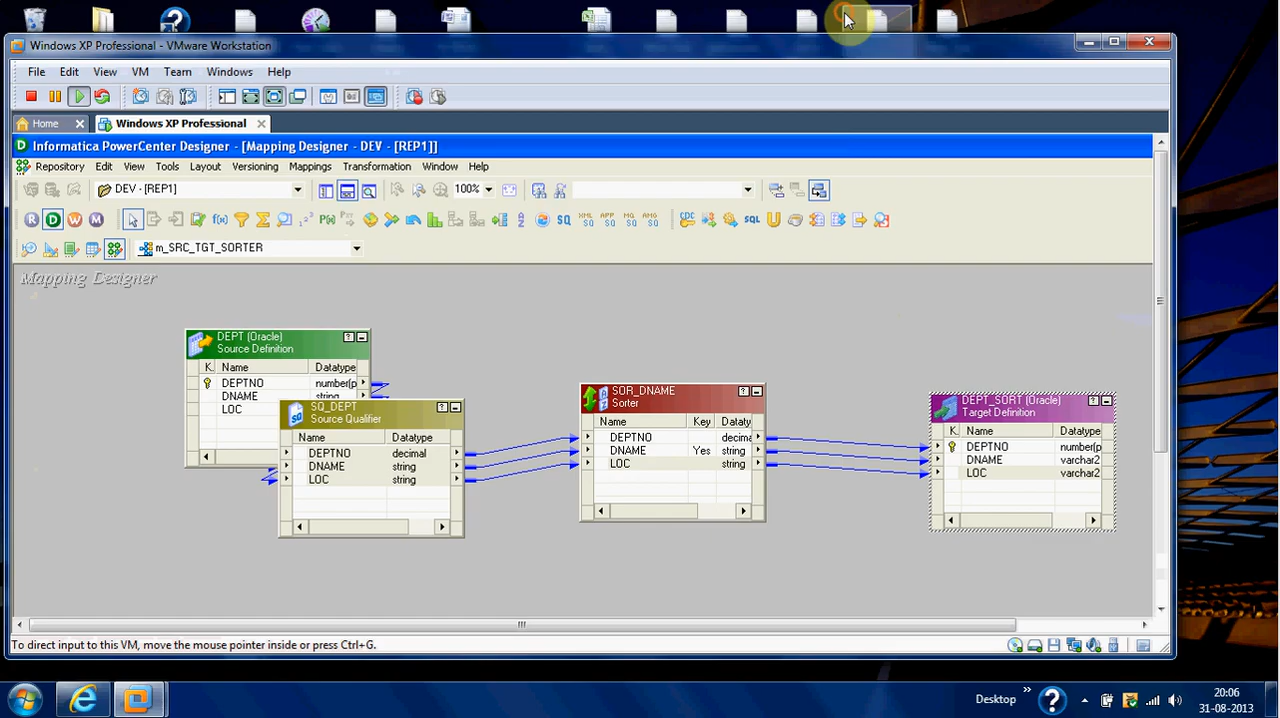 Windows XP Professional - VMware Workstation
File Edit View VM Team Windows Help
Home Windows XP Professional
Informatica PowerCenter Designer - [Mapping Designer - DEV - [REP1]]
Repository Edit View Tools Layout Versioning Mappings Transformation Window Help
DEV - [REP1] 100%
m_SRC_TGT_SORTER
Mapping Designer
DEPT (Oracle)
Source Definition
K. Name Datatype
DEPTNO number(p
DNAME string
LOC
SQ_DEPT
Source Qualifier
Name Datatype
DEPTNO decimal
DNAME string
LOC string
SOR_DNAME
Sorter
Name Key Dataty
DEPTNO decima
DNAME Yes string
LOC string
DEPT_SORT (Oracle)
Target Definition
K. Name Datatype
DEPTNO number(p
DNAME varchar2
LOC varchar2
To direct input to this VM, move the mouse pointer inside or press Ctrl+G.
Desktop
20:06
31-08-2013